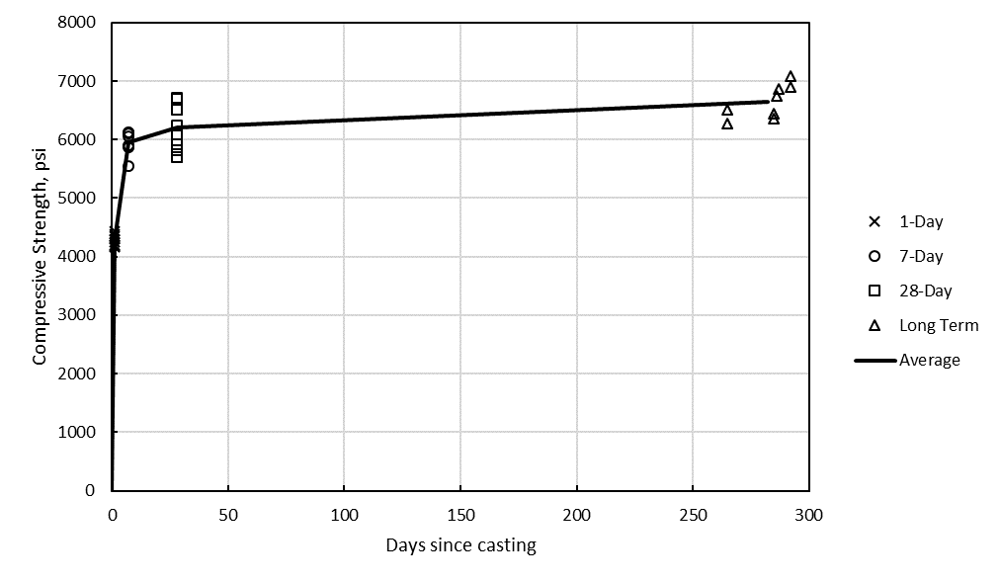 8000
7000
6000
5000
4000
3000
2000
1000
0
Compressive Strength, psi
0 50 100 150 200 250 300
Days since casting
1-Day
7-Day
28-Day
Long Term
Average